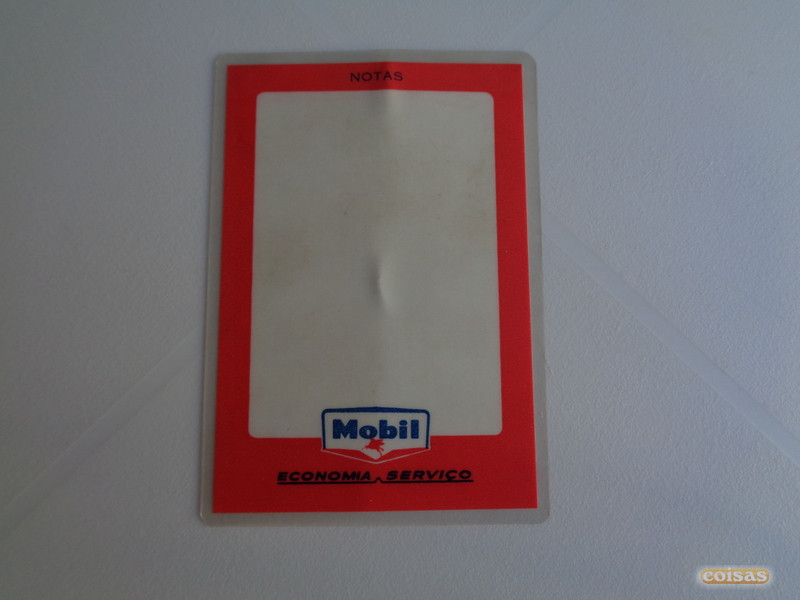 NOTAS
Mobil
ECONOMIA SERVIÇO
coisas